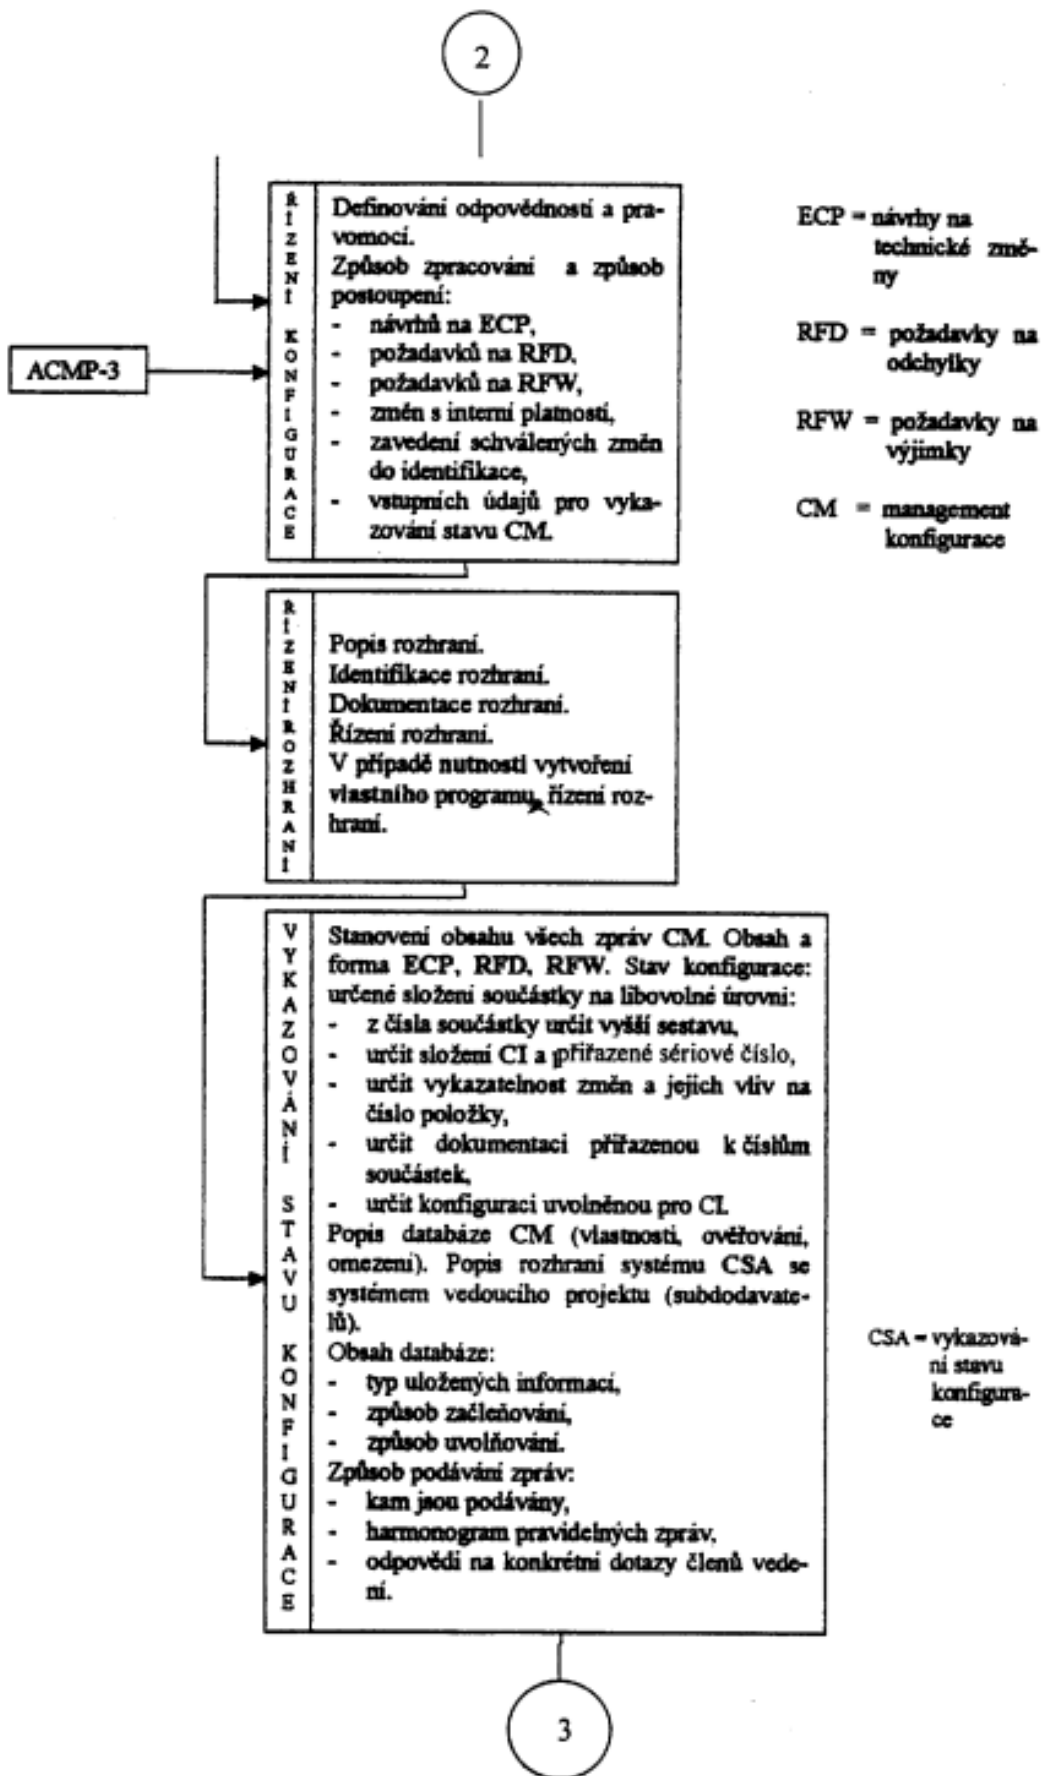 2
ŘÍZENÍ KONFIGURACE
Definování odpovědností a pra-
vomocí.
Způsob zpracování a způsob
postoupení:
- návrhů na ECP,
- požadavků na RFD,
- požadavků na RFW,
- změn s interní platností,
- zavedení schválených změn
do identifikace,
- vstupních údajů pro vyka-
zování stavu CM.
ACMP-3
ECP = návrhy na
technické změ-
ny
RFD = požadavky na
odchylky
RFW = požadavky na
výjimky
CM = management
konfigurace
ŘÍZENÍ ROZHRANÍ
Popis rozhraní.
Identifikace rozhraní.
Dokumentace rozhraní.
Řízení rozhraní.
V případě nutnosti vytvoření
vlastního programu, řízení roz-
hraní.
VYKAZOVÁNÍ STAVU KONFIGURACE
Stanovení obsahu všech zpráv CM. Obsah a
forma ECP, RFD, RFW. Stav konfigurace:
určené složení součástky na libovolné úrovni:
- z čísla součástky určit vyšší sestavu,
- určit složení CI a přiřazené sériové číslo,
- určit vykazatelnost změn a jejich vliv na
číslo položky,
- určit dokumentaci přiřazenou k číslům
součástek,
- určit konfiguraci uvolněnou pro CI.
Popis databáze CM (vlastnosti, ověřování,
omezení). Popis rozhraní systému CSA se
systémem vedoucího projektu (subdodavate-
lů).
Obsah databáze:
- typ uložených informací,
- způsob začleňování,
- způsob uvolňování.
Způsob podávání zpráv:
- kam jsou podávány,
- harmonogram pravidelných zpráv,
- odpovědi na konkrétní dotazy členů vede-
ní.
CSA = vykazová-
ní stavu
konfigura-
ce
3